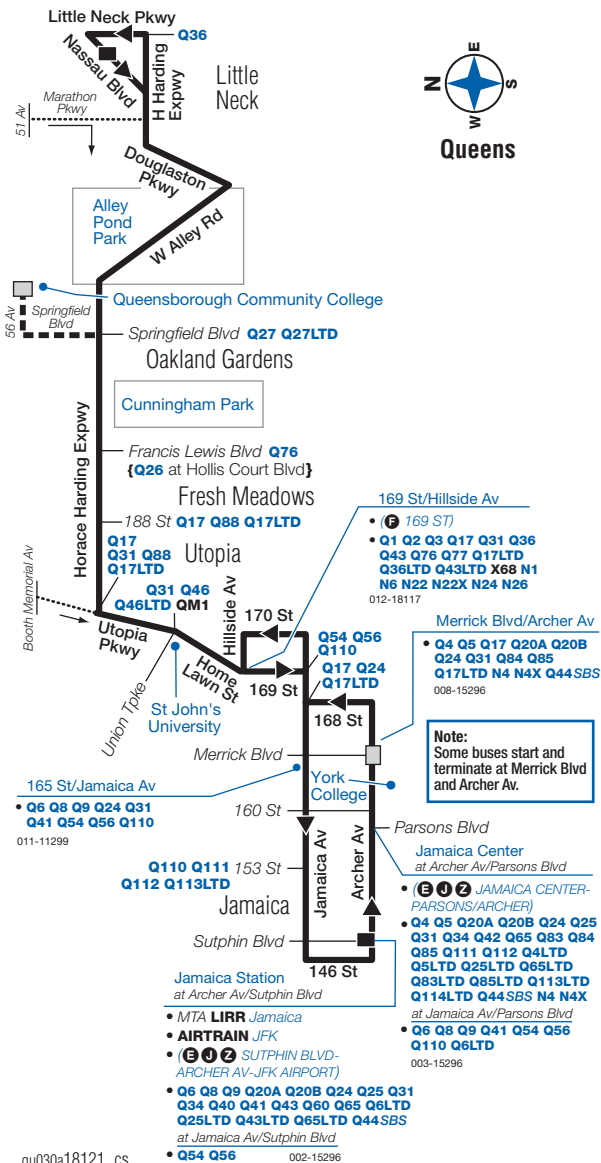 Little Neck Pkwy
Q36
Nassau Blvd
H Harding
Expwy
Little
Neck
N
E
S
W
Queens
Marathon
Pkwy
51 Av
Douglaston
Pkwy
Alley
Pond
Park
W Alley Rd
Queensborough Community College
56 Av
Springfield
Blvd
Springfield Blvd Q27 Q27LTD
Oakland Gardens
Cunningham Park
Horace Harding Expwy
Francis Lewis Blvd Q76
{Q26 at Hollis Court Blvd}
Fresh Meadows
188 St Q17 Q88 Q17LTD
Q17
Q31 Q88
Q17LTD
Utopia
Booth Memorial Av
Q31 Q46
Q46LTD QM1
Utopia
Pkwy
Union Tpke
St John's
University
Home
Lawn St
Hillside Av
170 St
169 St
169 St/Hillside Av
• (F 169 ST)
• Q1 Q2 Q3 Q17 Q31 Q36
Q43 Q76 Q77 Q17LTD
Q36LTD Q43LTD X68 N1
N6 N22 N22X N24 N26
012-18117
Q54 Q56
Q110
Q17 Q24
Q17LTD
168 St
Merrick Blvd/Archer Av
• Q4 Q5 Q17 Q20A Q20B
Q24 Q31 Q84 Q85
Q17LTD N4 N4X Q44SBS
008-15296
Note:
Some buses start and
terminate at Merrick Blvd
and Archer Av.
Merrick Blvd
York
College
165 St/Jamaica Av
• Q6 Q8 Q9 Q24 Q31
Q41 Q54 Q56 Q110
011-11299
160 St
Parsons Blvd
Jamaica Av
Archer Av
Q110 Q111 153 St
Q112 Q113LTD
Jamaica
Sutphin Blvd
146 St
Jamaica Center
at Archer Av/Parsons Blvd
• (E J Z JAMAICA CENTER-
PARSONS/ARCHER)
• Q4 Q5 Q20A Q20B Q24 Q25
Q31 Q34 Q42 Q65 Q83 Q84
Q85 Q111 Q112 Q4LTD
Q5LTD Q25LTD Q65LTD
Q83LTD Q85LTD Q113LTD
Q114LTD Q44SBS N4 N4X
at Jamaica Av/Parsons Blvd
• Q6 Q8 Q9 Q41 Q54 Q56
Q110 Q6LTD
003-15296
Jamaica Station
at Archer Av/Sutphin Blvd
• MTA LIRR Jamaica
• AIRTRAIN JFK
• (E J Z SUTPHIN BLVD-
ARCHER AV-JFK AIRPORT)
• Q6 Q8 Q9 Q20A Q20B Q24 Q25 Q31
Q34 Q40 Q41 Q43 Q60 Q65 Q6LTD
Q25LTD Q43LTD Q65LTD Q44SBS
at Jamaica Av/Sutphin Blvd
• Q54 Q56
002-15296
qu030a18121_cs